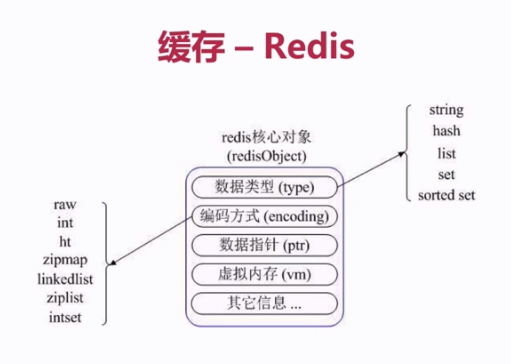 缓存 – Redis
redis核心对象
(redisObject)
数据类型 (type)
编码方式 (encoding)
数据指针 (ptr)
虚拟内存 (vm)
其它信息 ...
string
hash
list
set
sorted set
raw
int
ht
zipmap
linkedlist
ziplist
intset